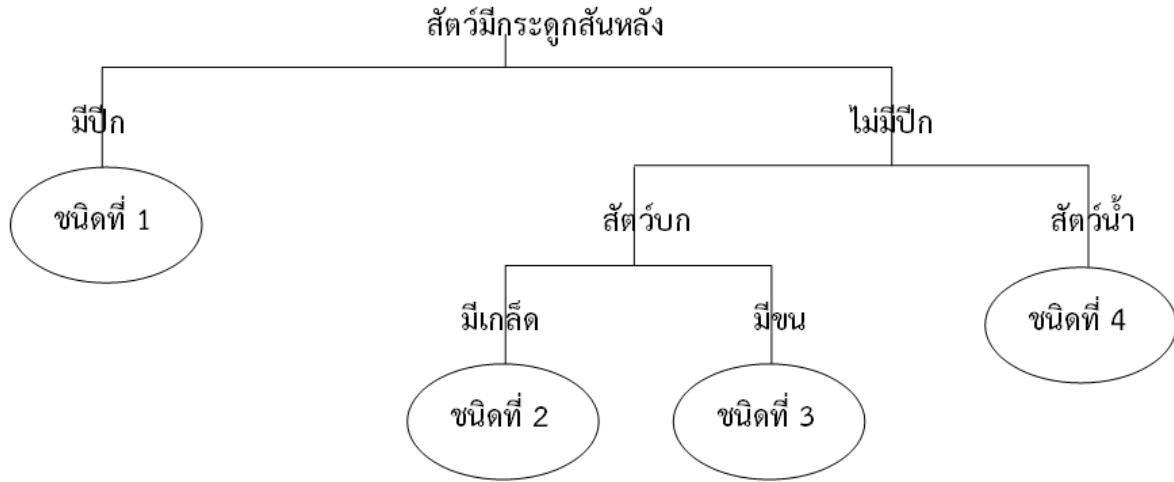 สัตว์มีกระดูกสันหลัง
มีปีก
ไม่มีปีก
ชนิดที่ 1
สัตว์บก
สัตว์น้ำ
มีเกล็ด
มีขน
ชนิดที่ 4
ชนิดที่ 2
ชนิดที่ 3